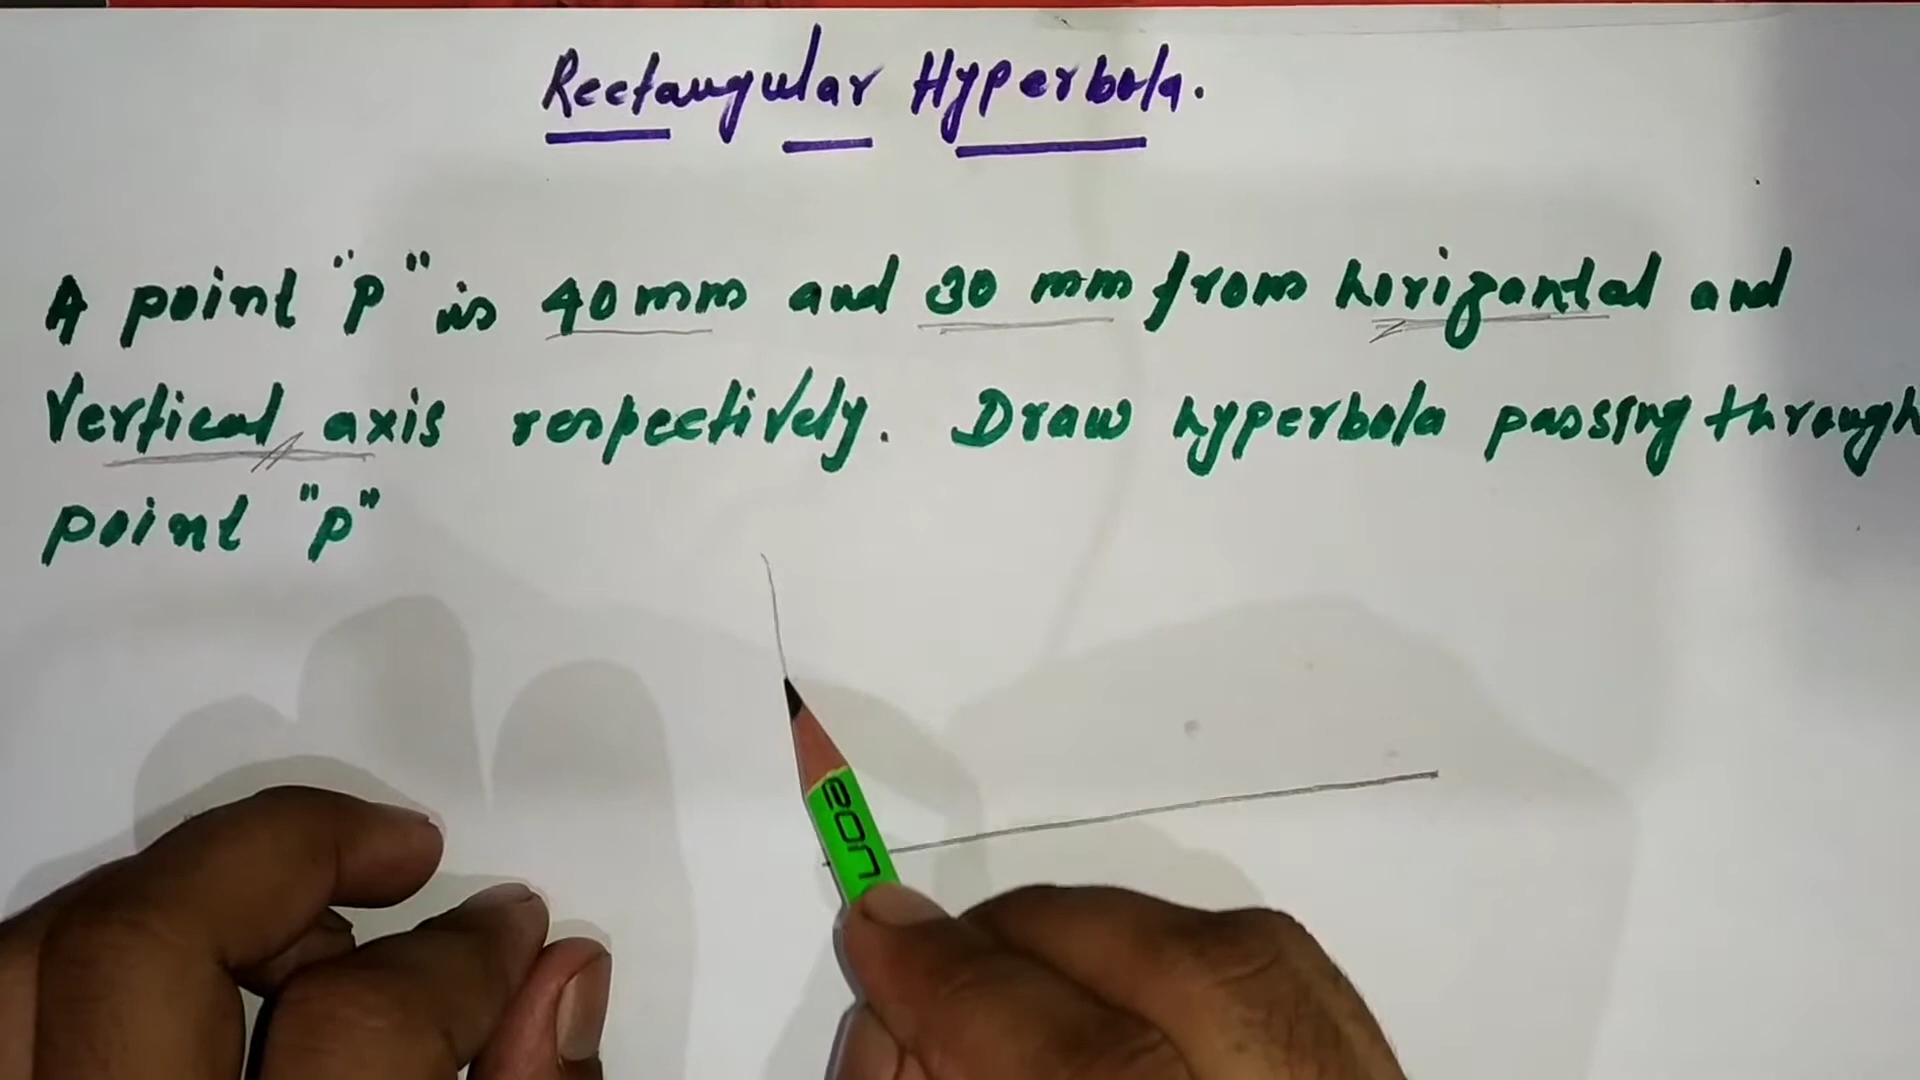 Rectangular Hyperbola.
A point "p" is 40 mm and 30 mm from horizontal and
Vertical axis respectively. Draw hyperbola passing through
point "p"